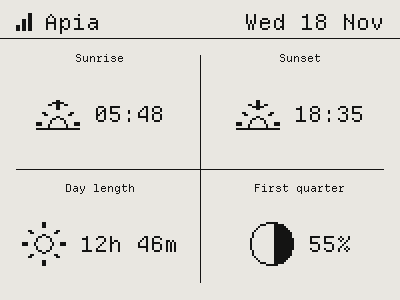 Apia Wed 18 Nov
Sunrise Sunset
05:48 18:35
Day length First quarter
12h 46m 55%